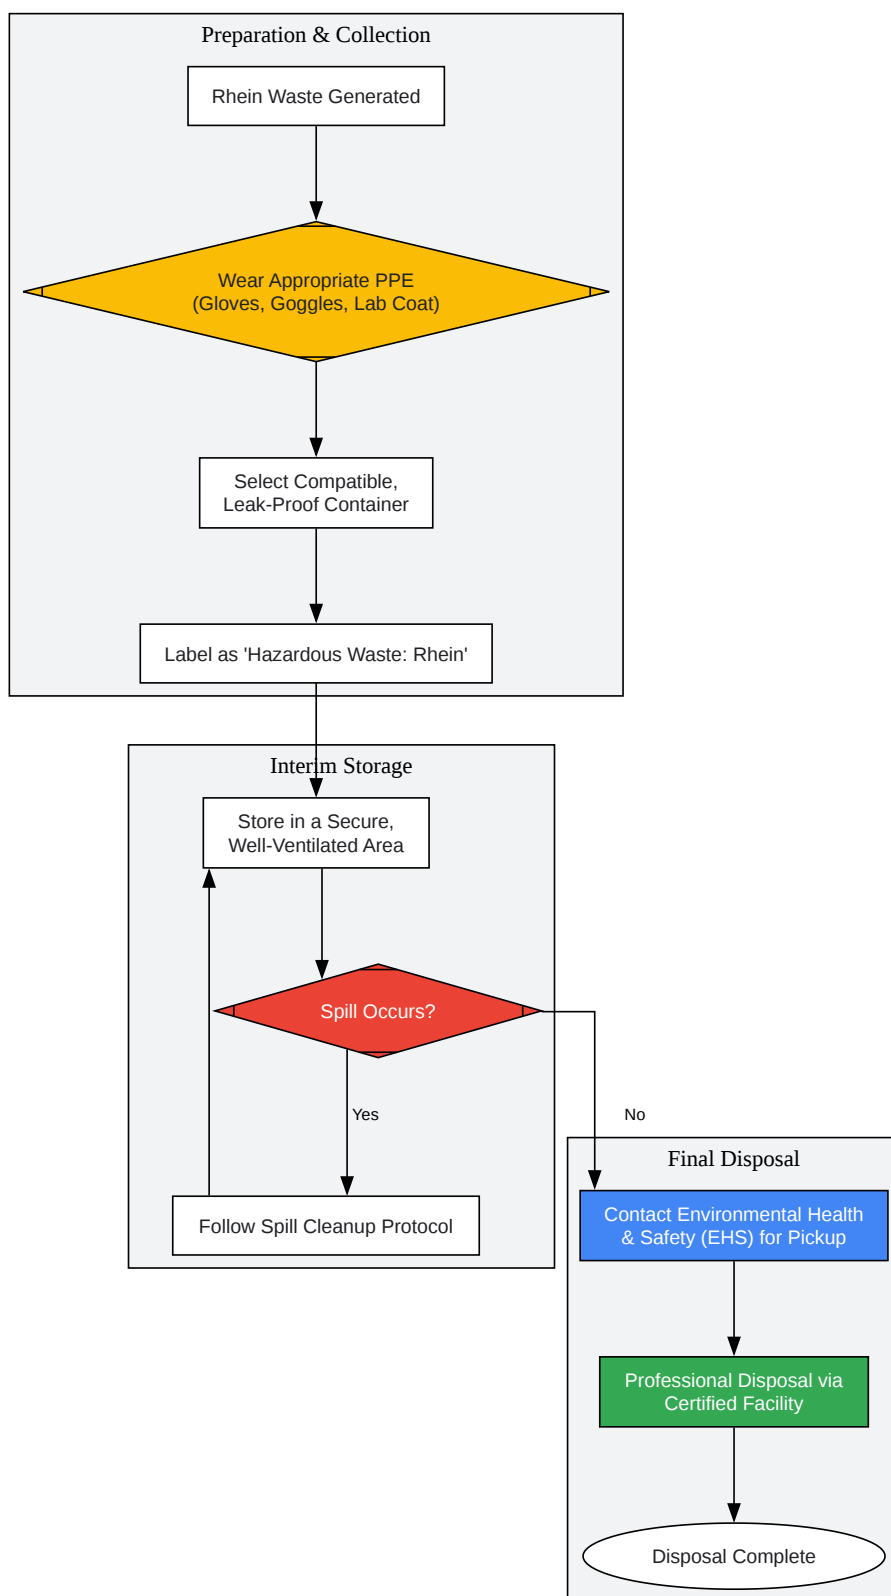 Preparation & Collection
Rhein Waste Generated
Wear Appropriate PPE
(Gloves, Goggles, Lab Coat)
Select Compatible,
Leak-Proof Container
Label as 'Hazardous Waste: Rhein'
Interim Storage
Store in a Secure,
Well-Ventilated Area
Spill Occurs?
Yes
No
Follow Spill Cleanup Protocol
Final Disposal
Contact Environmental Health
& Safety (EHS) for Pickup
Professional Disposal via
Certified Facility
Disposal Complete